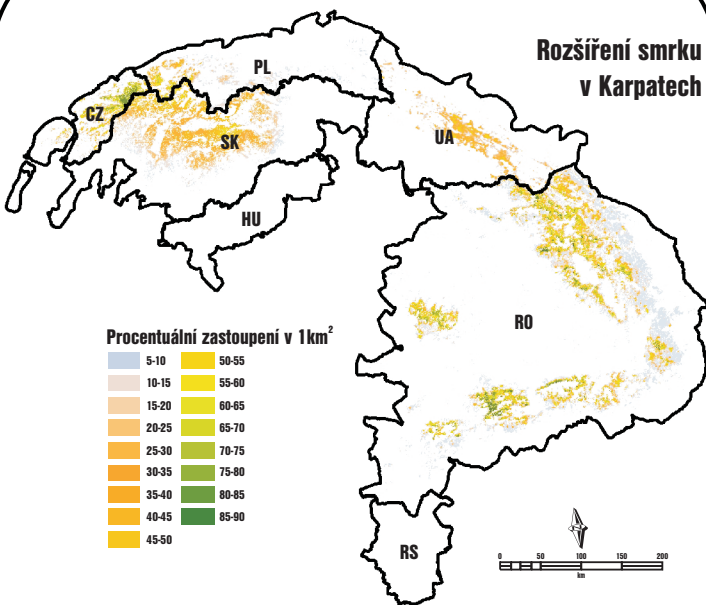 Rozšíření smrku
v Karpatech
PL
CZ
SK
UA
HU
RO
RS
Procentuální zastoupení v 1km²
5-10
10-15
15-20
20-25
25-30
30-35
35-40
40-45
45-50
50-55
55-60
60-65
65-70
70-75
75-80
80-85
85-90
0 50 100 150 200
km